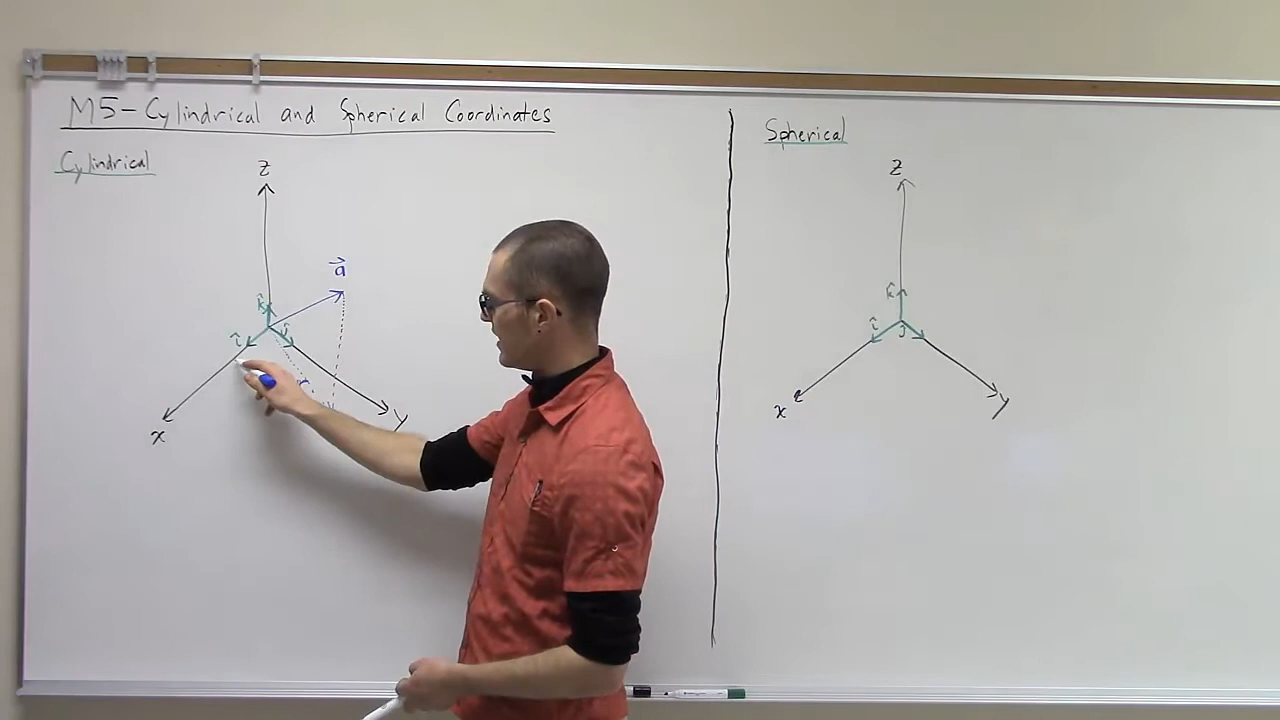 M5 - Cylindrical and Spherical Coordinates
Cylindrical
z
a⃗
k̂
î
ĵ
r
x
y
Spherical
z
k̂
î
ĵ
x
y